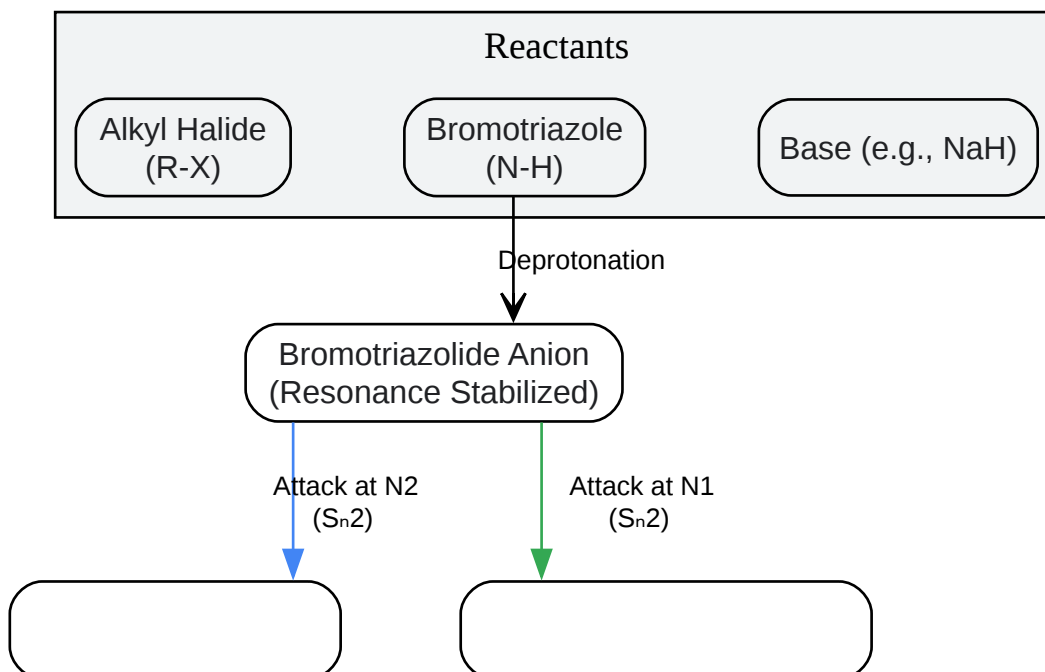 Reactants
Alkyl Halide
(R-X)
Bromotriazole
(N-H)
Base (e.g., NaH)
Deprotonation
Bromotriazolide Anion
(Resonance Stabilized)
Attack at N2
(Sₙ2)
Attack at N1
(Sₙ2)